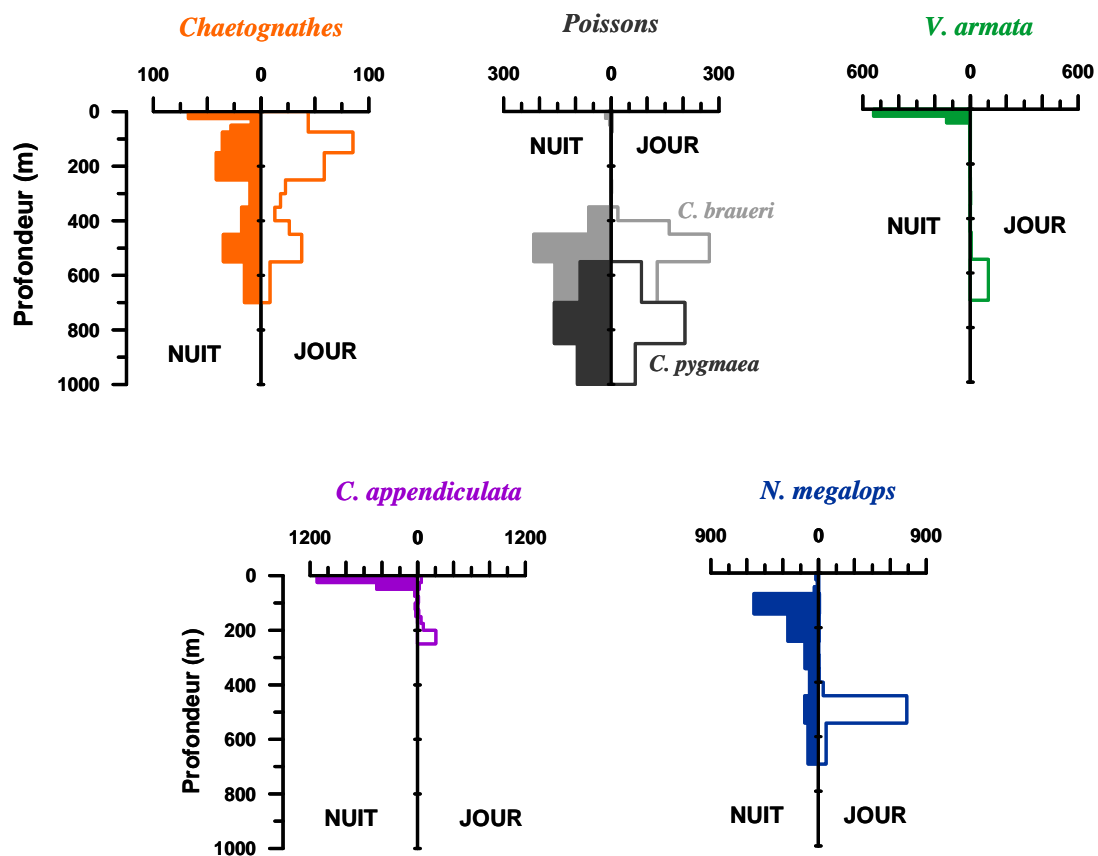 Chaetognathes
Poissons
V. armata
100 0 100
300 0 300
600 0 600
Profondeur (m)
0
200
400
600
800
1000
NUIT JOUR
NUIT JOUR
C. braueri
C. pygmaea
NUIT JOUR
C. appendiculata
N. megalops
1200 0 1200
900 0 900
Profondeur (m)
0
200
400
600
800
1000
NUIT JOUR
NUIT JOUR